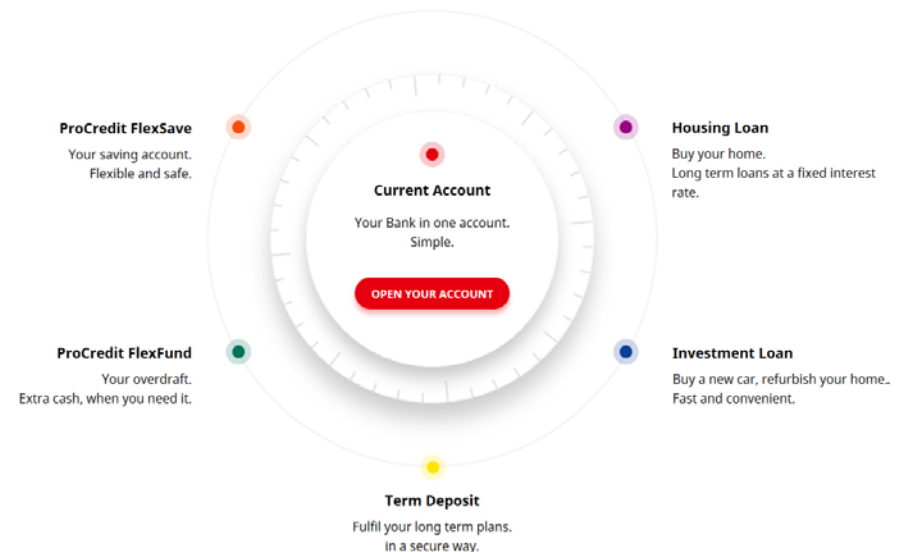 ProCredit FlexSave
Your saving account.
Flexible and safe.
Housing Loan
Buy your home.
Long term loans at a fixed interest
rate.
Current Account
Your Bank in one account.
Simple.
OPEN YOUR ACCOUNT
ProCredit FlexFund
Your overdraft.
Extra cash, when you need it.
Investment Loan
Buy a new car, refurbish your home..
Fast and convenient.
Term Deposit
Fulfil your long term plans.
in a secure way.